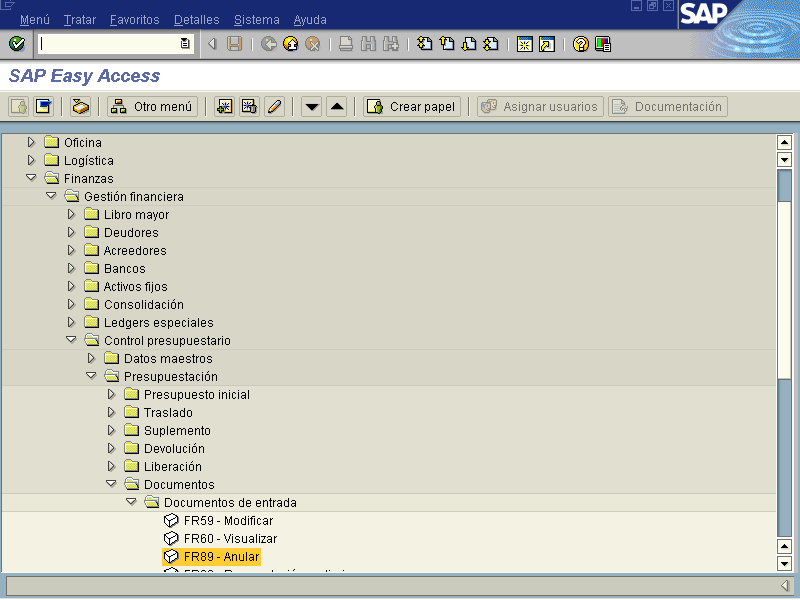 Menú Tratar Favoritos Detalles Sistema Ayuda
SAP
SAP Easy Access
Otro menú Crear papel Asignar usuarios Documentación
Oficina
Logística
Finanzas
Gestión financiera
Libro mayor
Deudores
Acreedores
Bancos
Activos fijos
Consolidación
Ledgers especiales
Control presupuestario
Datos maestros
Presupuestación
Presupuesto inicial
Traslado
Suplemento
Devolución
Liberación
Documentos
Documentos de entrada
FR59 - Modificar
FR60 - Visualizar
FR89 - Anular